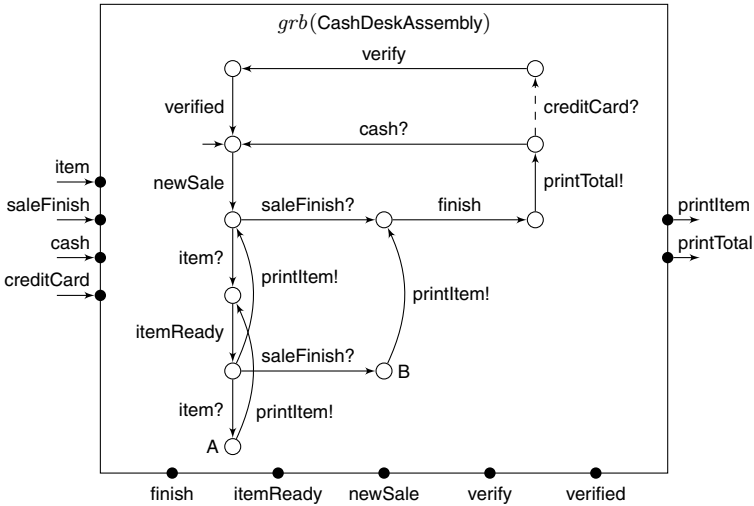 grb(CashDeskAssembly)
verify
verified
creditCard?
cash?
item
newSale
printTotal!
saleFinish
saleFinish?
finish
printItem
cash
item?
printTotal
creditCard
printItem!
printItem!
itemReady
saleFinish?
B
item?
printItem!
A
finish
itemReady
newSale
verify
verified